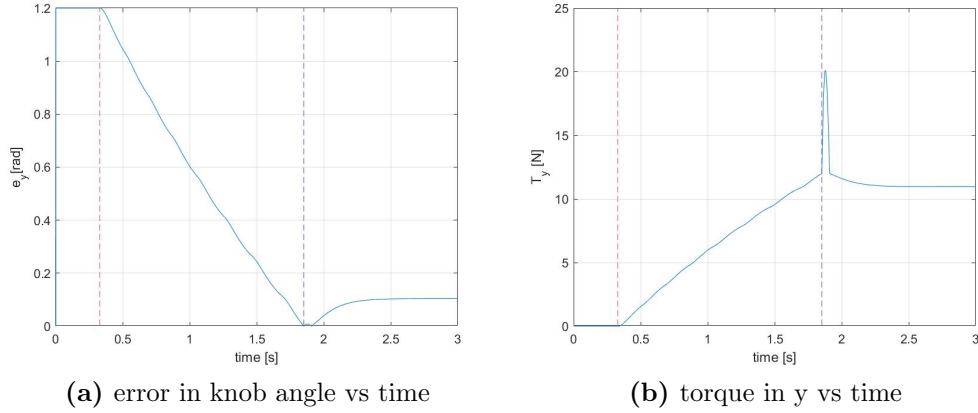 1.2
1
0.8
0.6
0.4
0.2
0
e_y[rad]
0 0.5 1 1.5 2 2.5 3
time [s]
25
20
15
10
5
0
T_y [N]
0 0.5 1 1.5 2 2.5 3
time [s]
(a) error in knob angle vs time
(b) torque in y vs time